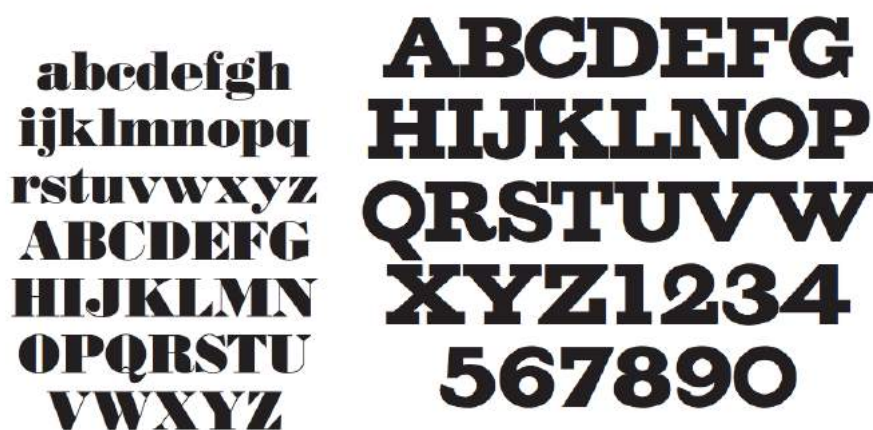 abcdefgh
ijklmnopq
rstuvwxyz
ABCDEFG
HIJKLMN
OPQRSTU
VWXYZ
ABCDEFG
HIJKLNOP
QRSTUVW
XYZ1234
567890